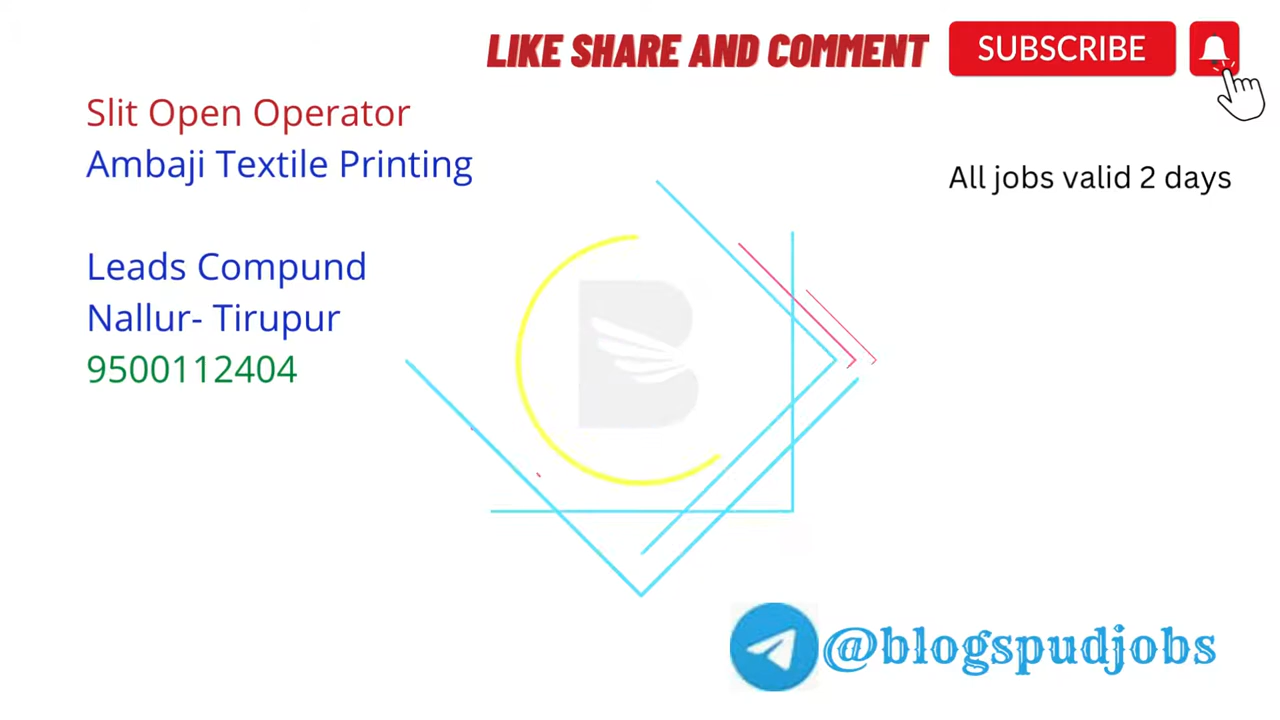 LIKE SHARE AND COMMENT
SUBSCRIBE
Slit Open Operator
Ambaji Textile Printing
All jobs valid 2 days
Leads Compund
Nallur- Tirupur
9500112404
B
@blogspudjobs